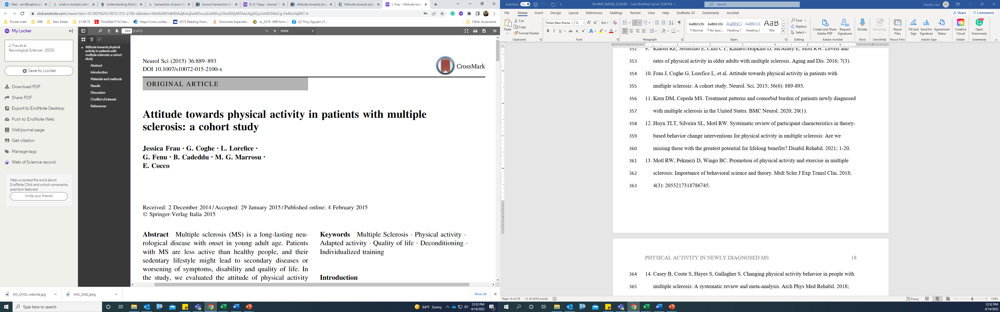 Mail - enrl@uabmc.ed
what is multiple sclero
Understanding Multip
transection of axon M
Axonal transection in
B. D. Trapp - Axonal Tr
Attitude towards phys
Attitude towards phys
J. Frau - Attitude towa
click.endnote.com/viewer?doi=10.1007%2Fs10072-015-2100-x&token=
Pivotal trials
K99
New folder
21.09.10
ThinkPad P15s Gen...
https://cmsc.confex...
IELTS Reading Pract...
Outcomes Expectati...
uc_2016 1099 form...
(2) Thuy Nguyên | F...
Other bookmarks
My Locker
889 (1 of 5)
200%
J. Frau et al.
Neurological Sciences (2015)
Save to Locker
Download PDF
Share PDF
Export to EndNote Desktop
Push to EndNote Web
Visit journal page
Get citation
Manage tags
Web of Science record
Help us spread the word about
EndNote Click and unlock some extra
premium features!
Invite your friends
Attitude towards physical
activity in patients with
multiple sclerosis: a cohort
study
Abstract
Introduction
Materials and methods
Results
Discussion
Conflict of interest
References
Neurol Sci (2015) 36:889–893
DOI 10.1007/s10072-015-2100-x
CrossMark
ORIGINAL ARTICLE
Attitude towards physical activity in patients with multiple
sclerosis: a cohort study
Jessica Frau · G. Coghe · L. Lorefice ·
G. Fenu · B. Cadeddu · M. G. Marrosu ·
E. Cocco
Received: 2 December 2014 / Accepted: 29 January 2015 / Published online: 4 February 2015
© Springer-Verlag Italia 2015
Abstract Multiple sclerosis (MS) is a long-lasting neu-
rological disease with onset in young adult age. Patients
with MS are less active than healthy people, and their
sedentary lifestyle might lead to secondary diseases or
worsening of symptoms, disability and quality of life. In
the study, we evaluated the attitude of physical activity
Keywords Multiple Sclerosis · Physical activity ·
Adapted activity · Quality of life · Deconditioning ·
Individualized training
Introduction
MS_OHSU website.jpg
IMG_2042.jpeg
Show all
Type here to search
64°F Sunny
12:52 PM
4/14/2022
AutoSave On
PA NMS_RefEdit_22.04.08 - Last Modified: Sat at 12:08 PM
Search
Huynh, Lexi
File Home Insert Draw Design Layout References Mailings Review View Help EndNote 20 Grammarly Acrobat
Share
Comments
Paste
Cut
Copy
Format Painter
Clipboard
Times New Roma 12
Font
Paragraph
AaBbCcDc
¶ Normal
AaBbCcDc
¶ No Spac...
AaBbCc
Heading 1
AaBbCcD
Heading 2
AaB
Title
Styles
Find
Replace
Select
Editing
Create and Share
Adobe PDF
Request
Signatures
Adobe Acrobat
Dictate
Voice
Sensitivity
Sensitivity
Reuse
Files
Reuse Files
Fill and
Sign
Send for
Signature
Agreement
Status
Adobe Sign
Creative
Cloud
Adobe
Open
Grammarly
Grammarly
352 9. Klaren RE, Sebastiao E, Chiu CY, Kinnett-Hopkins D, McAuley E, Motl RW. Levels and
353 rates of physical activity in older adults with multiple sclerosis. Aging and Dis. 2016; 7(3).
354 10. Frau J, Coghe G, Lorefice L, et al. Attitude towards physical activity in patients with
355 multiple sclerosis: A cohort study. Neurol. Sci. 2015; 36(6): 889-893.
356 11. Kern DM, Cepeda MS. Treatment patterns and comorbid burden of patients newly diagnosed
357 with multiple sclerosis in the United States. BMC Neurol. 2020; 20(1).
358 12. Huyn TLT, Silveira SL, Motl RW. Systematic review of participant characteristics in theory-
359 based behavior change interventions for physical activity in multiple sclerosis: Are we
360 missing those with the greatest potential for lifelong benefits? Disabil Rehabil. 2021; 1-20.
361 13. Motl RW, Pekmezi D, Wingo BC. Promotion of physical activity and exercise in multiple
362 sclerosis: Importance of behavioral science and theory. Mult Scler J Exp Transl Clin. 2018;
363 4(3): 2055217318786745.
PHYSICAL ACTIVITY IN NEWLY DIAGNOSED MS 18
364 14. Casey B, Coote S, Hayes S, Gallagher S. Changing physical activity behavior in people with
365 multiple sclerosis: A systematic review and meta-analysis. Arch Phys Med Rehabil. 2018;
Page 16 of 29 12 of 6529 words
Focus
130%
12:52 PM
4/14/2022